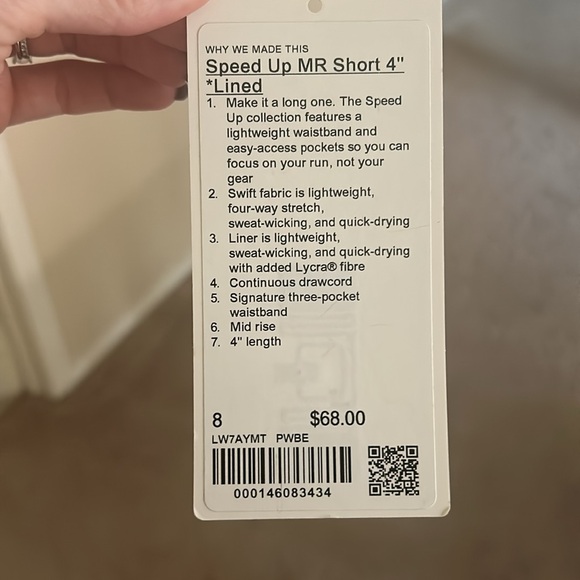 WHY WE MADE THIS
Speed Up MR Short 4"
*Lined
1. Make it a long one. The Speed
Up collection features a
lightweight waistband and
easy-access pockets so you can
focus on your run, not your
gear
2. Swift fabric is lightweight,
four-way stretch,
sweat-wicking, and quick-drying
3. Liner is lightweight,
sweat-wicking, and quick-drying
with added Lycra® fibre
4. Continuous drawcord
5. Signature three-pocket
waistband
6. Mid rise
7. 4" length
8 $68.00
LW7AYMT PWBE
000146083434